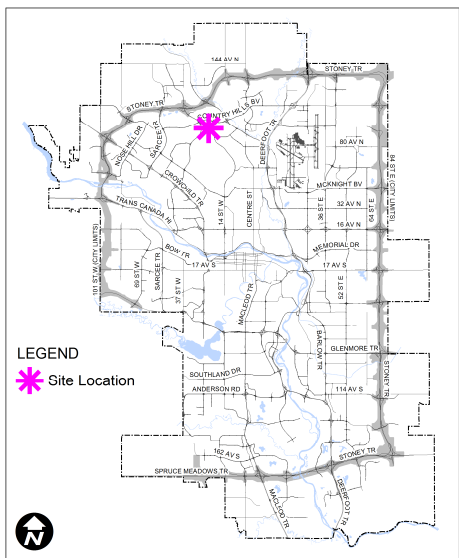 144 AV N
STONEY TR
STONEY TR
COUNTRY HILLS BV
NOSE HILL DR
SARCEE TR
DEERFOOT TR
80 AV N
CROWCHILD TR
MCKNIGHT BV
84 ST E (CITY LIMITS)
TRANS CANADA HI
14 ST W
CENTRE ST
36 ST E
32 AV N
64 ST E
16 AV N
101 ST W (CITY LIMITS)
BOW TR
MEMORIAL DR
17 AV S
17 AV S
69 ST W
SARCEE TR
37 ST W
52 ST E
MACLEOD TR
BARLOW TR
GLENMORE TR
LEGEND
Site Location
SOUTHLAND DR
STONEY TR
ANDERSON RD
114 AV S
162 AV S
STONEY TR
SPRUCE MEADOWS TR
MACLEOD TR
DEERFOOT TR
N